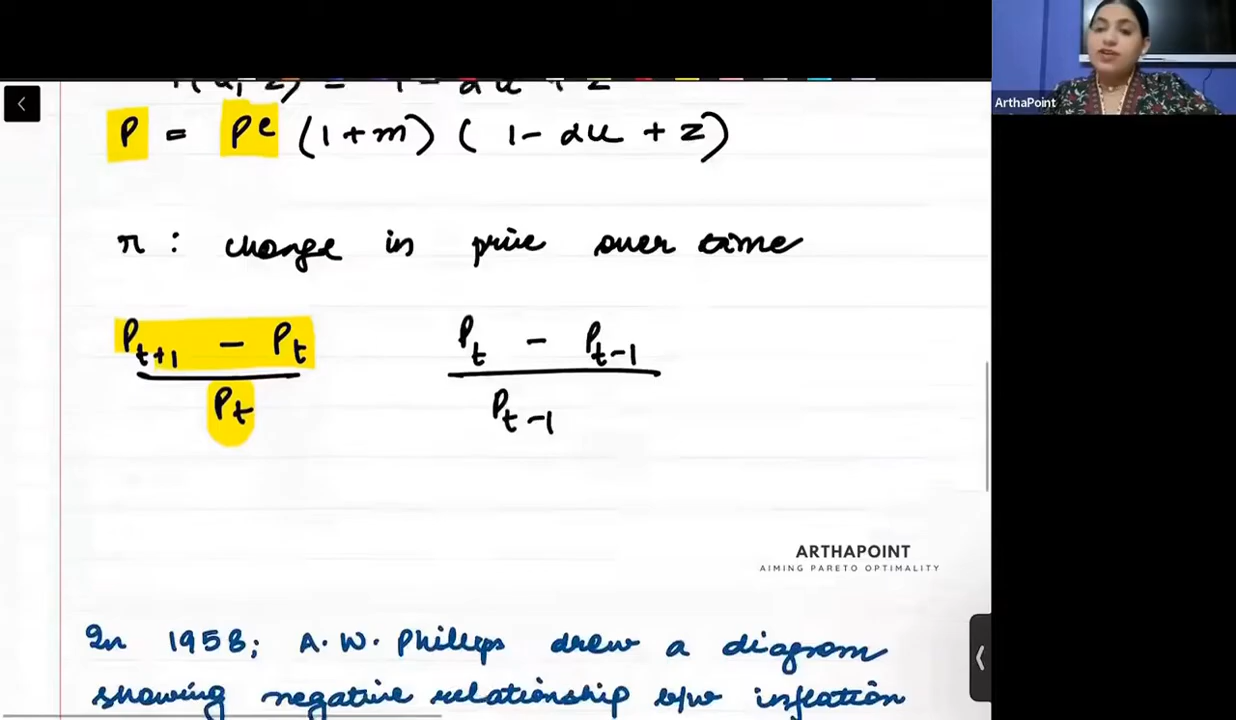 P = Pe (1+m) ( 1 - αu + z)
π : change in price over time
Pt+1 - Pt Pt - Pt-1
Pt Pt-1
ArthaPoint
ARTHAPOINT
AIMING PARETO OPTIMALITY
In 1958; A.W. Phillips drew a diagram
showing negative relationship b/w inflation